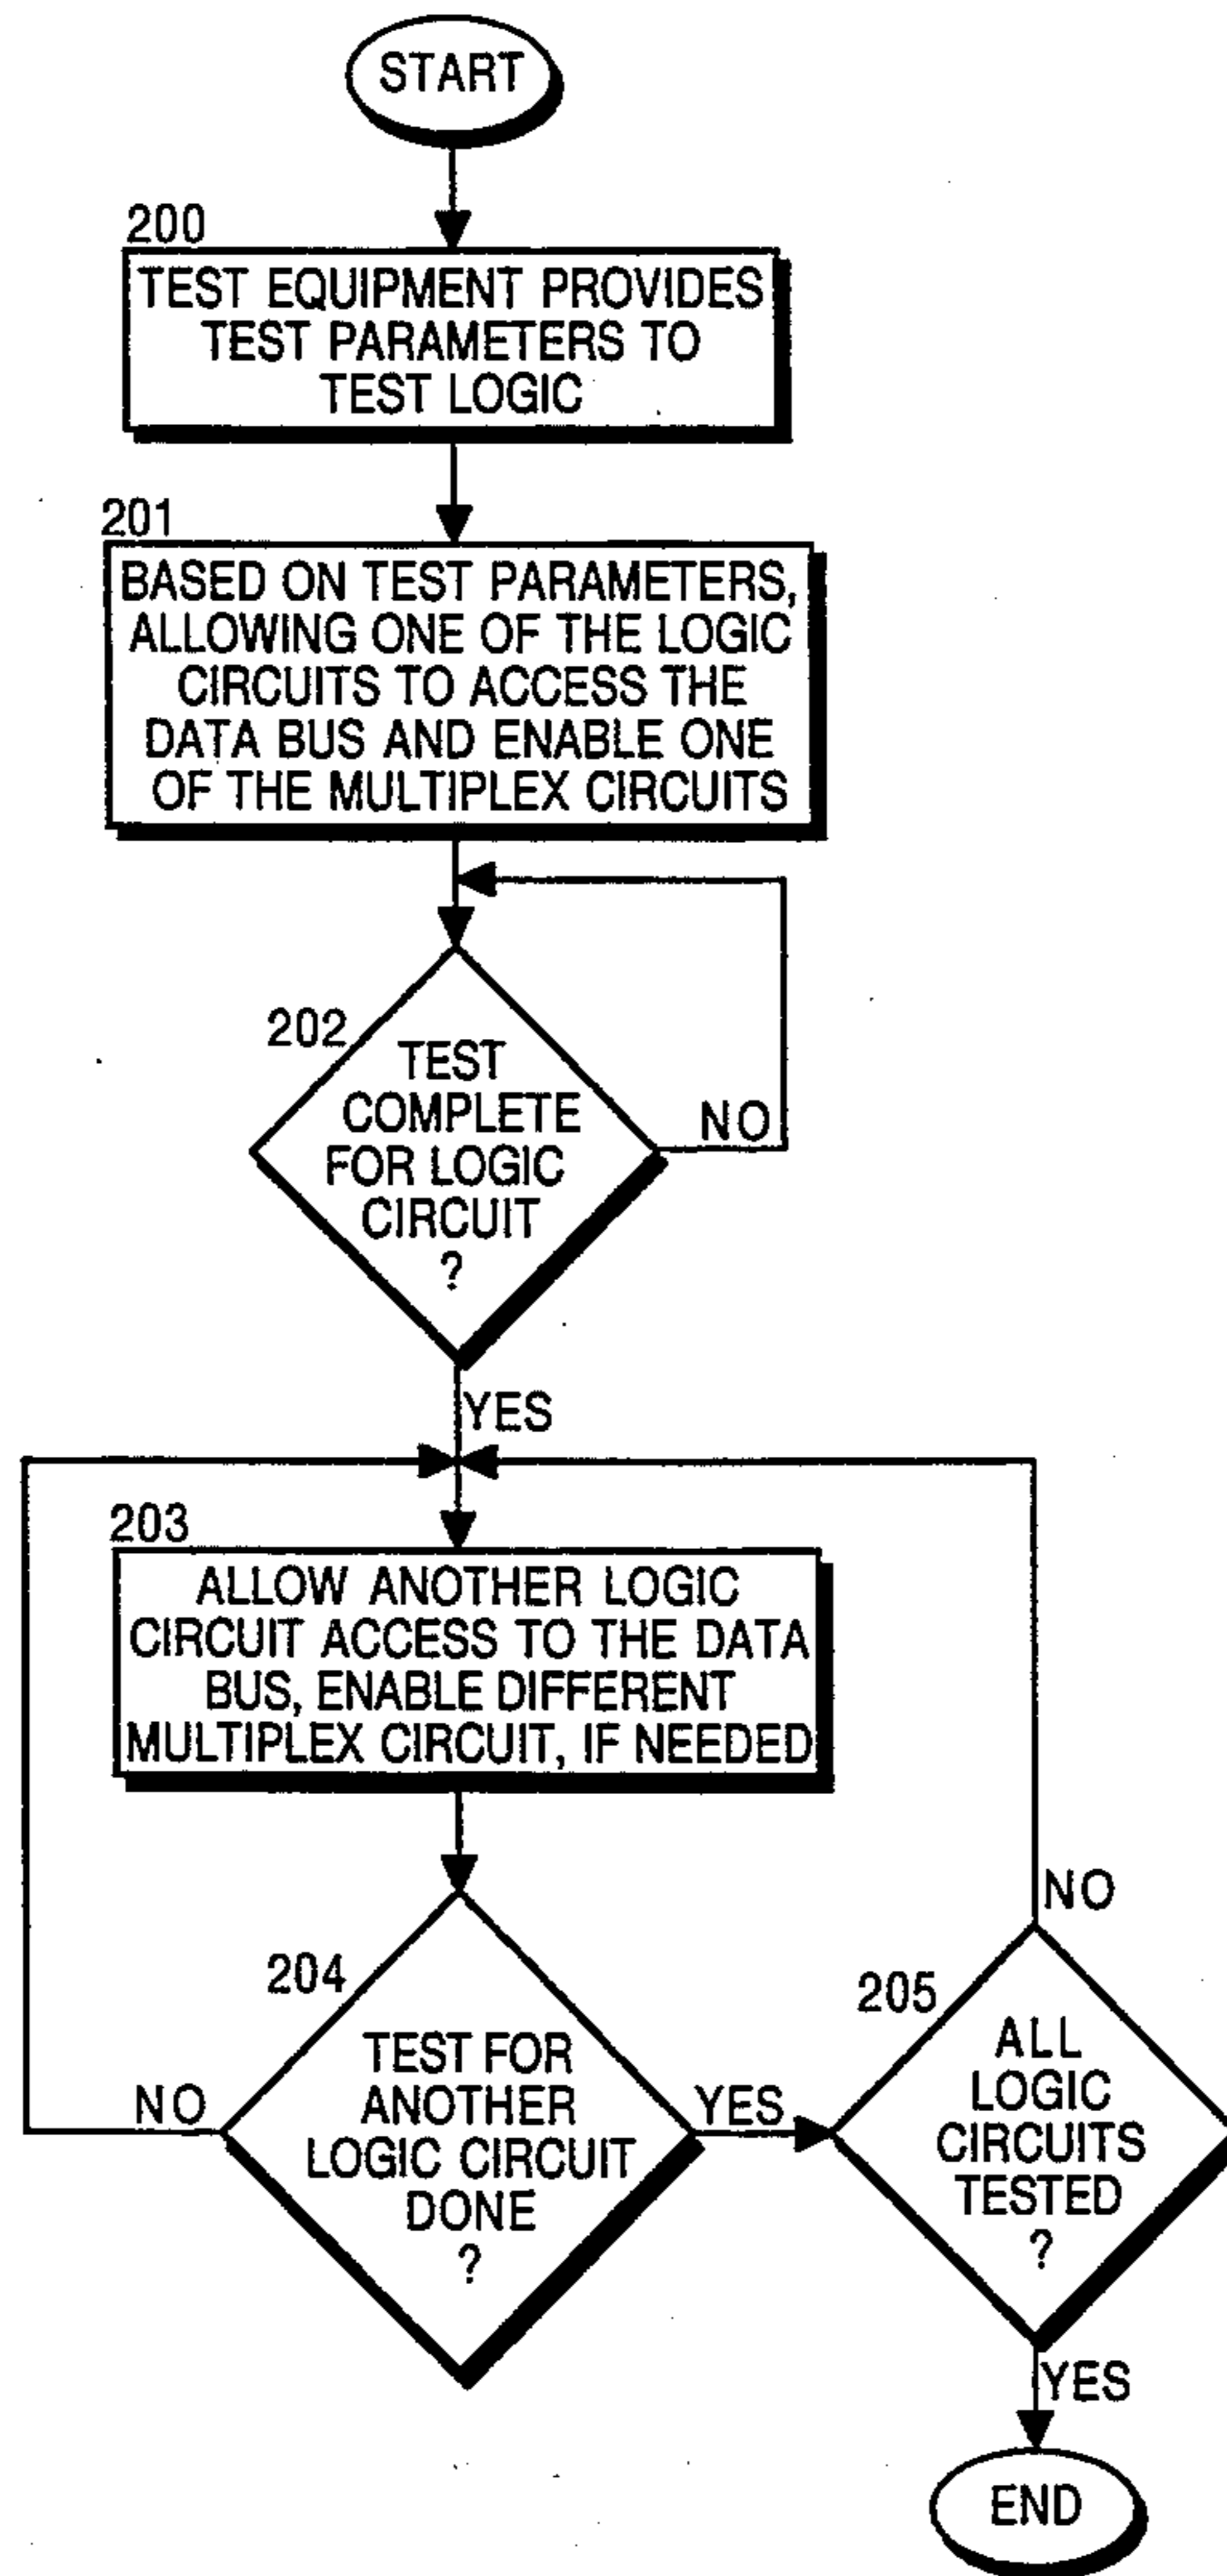 START
200
TEST EQUIPMENT PROVIDES
TEST PARAMETERS TO
TEST LOGIC
201
BASED ON TEST PARAMETERS,
ALLOWING ONE OF THE LOGIC
CIRCUITS TO ACCESS THE
DATA BUS AND ENABLE ONE
OF THE MULTIPLEX CIRCUITS
202
TEST
COMPLETE
FOR LOGIC
CIRCUIT
?
NO
YES
203
ALLOW ANOTHER LOGIC
CIRCUIT ACCESS TO THE DATA
BUS, ENABLE DIFFERENT
MULTIPLEX CIRCUIT, IF NEEDED
204
TEST FOR
ANOTHER
LOGIC CIRCUIT
DONE
?
NO
YES
205
ALL
LOGIC
CIRCUITS
TESTED
?
NO
YES
END